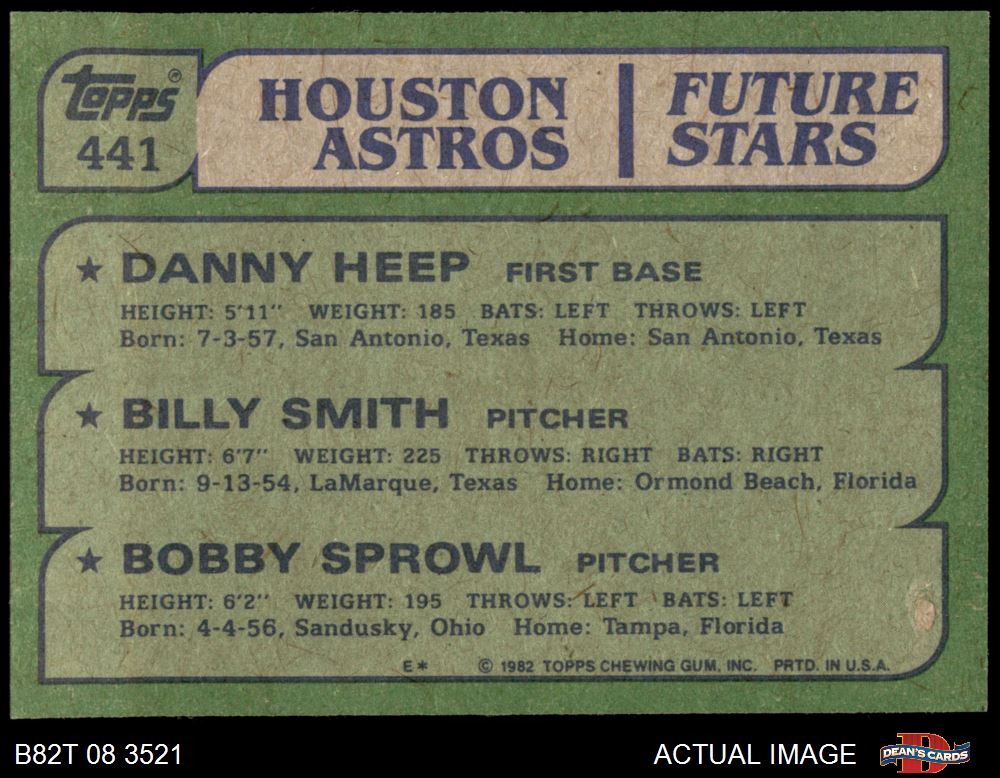 Topps®
441
HOUSTON ASTROS
FUTURE STARS
★ DANNY HEEP FIRST BASE
HEIGHT: 5'11" WEIGHT: 185 BATS: LEFT THROWS: LEFT
Born: 7-3-57, San Antonio, Texas Home: San Antonio, Texas
★ BILLY SMITH PITCHER
HEIGHT: 6'7" WEIGHT: 225 THROWS: RIGHT BATS: RIGHT
Born: 9-13-54, LaMarque, Texas Home: Ormond Beach, Florida
★ BOBBY SPROWL PITCHER
HEIGHT: 6'2" WEIGHT: 195 THROWS: LEFT BATS: LEFT
Born: 4-4-56, Sandusky, Ohio Home: Tampa, Florida
E* © 1982 TOPPS CHEWING GUM, INC. PRTD. IN U.S.A.
B82T 08 3521 ACTUAL IMAGE D DEAN'S CARDS